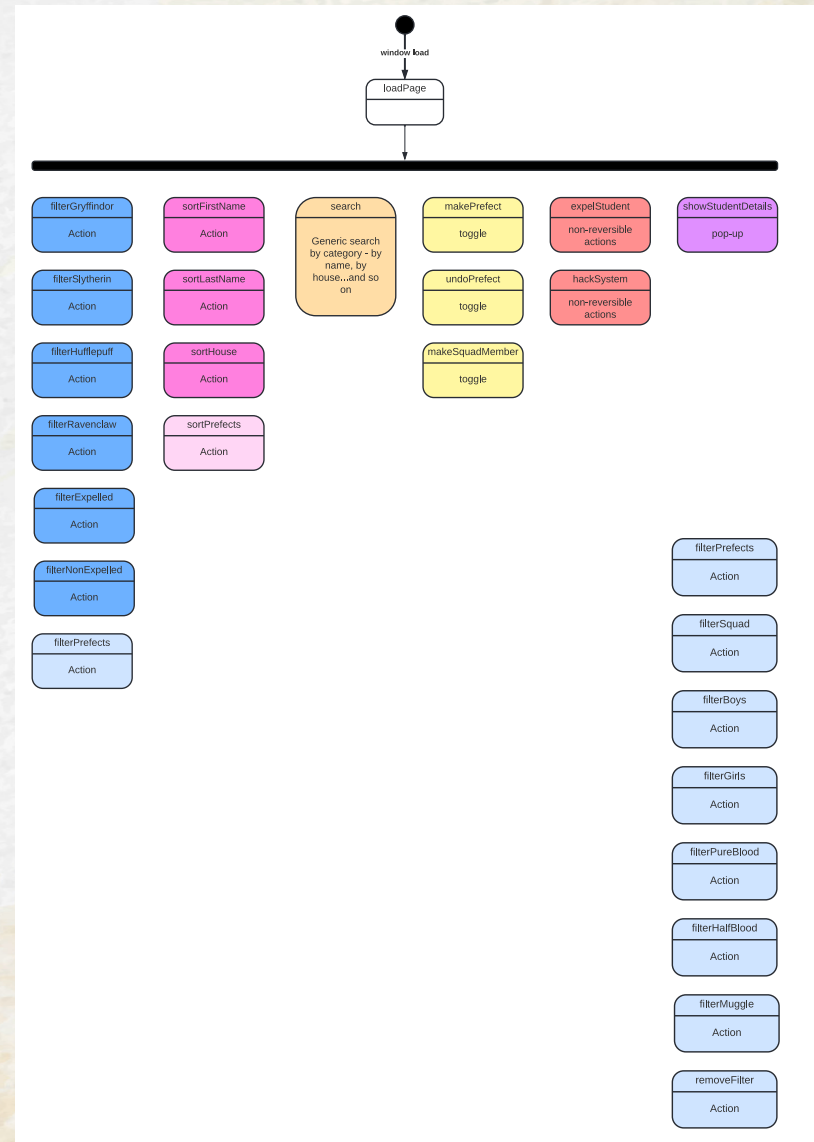 window load
loadPage
filterGryffindor
Action
filterSlytherin
Action
filterHufflepuff
Action
filterRavenclaw
Action
filterExpelled
Action
filterNonExpelled
Action
filterPrefects
Action
sortFirstName
Action
sortLastName
Action
sortHouse
Action
sortPrefects
Action
search
Generic search
by category - by
name, by
house...and so
on
makePrefect
toggle
undoPrefect
toggle
makeSquadMember
toggle
expelStudent
non-reversible
actions
hackSystem
non-reversible
actions
showStudentDetails
pop-up
filterPrefects
Action
filterSquad
Action
filterBoys
Action
filterGirls
Action
filterPureBlood
Action
filterHalfBlood
Action
filterMuggle
Action
removeFilter
Action